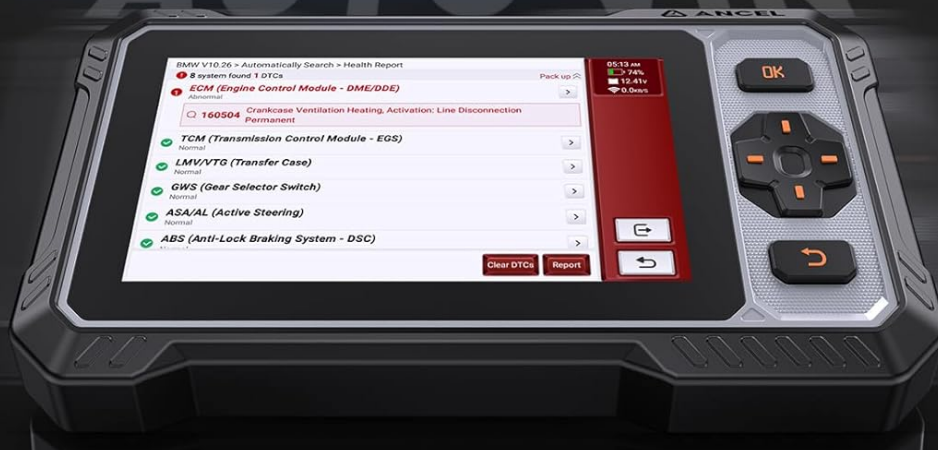 ANCEL
BMW V10.26 > Automatically Search > Health Report
8 system found 1 DTCs
Pack up
ECM (Engine Control Module - DME/DDE)
Abnormal
160504 Crankcase Ventilation Heating, Activation: Line Disconnection
Permanent
TCM (Transmission Control Module - EGS)
Normal
LMV/VTG (Transfer Case)
Normal
GWS (Gear Selector Switch)
Normal
ASA/AL (Active Steering)
Normal
ABS (Anti-Lock Braking System - DSC)
Clear DTCs
Report
05:13 AM
74%
12.41v
0.0KB/S
OK